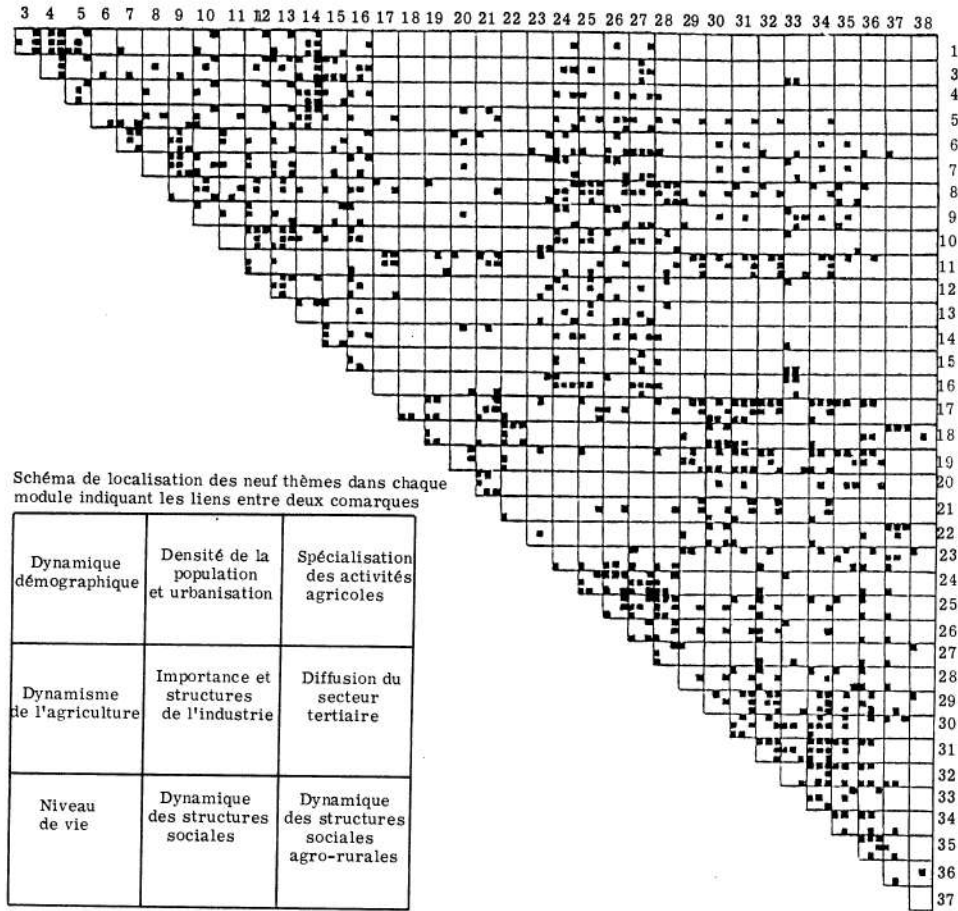 3 4 5 6 7 8 9 10 11 12 13 14 15 16 17 18 19 20 21 22 23 24 25 26 27 28 29 30 31 32 33 34 35 36 37 38
1
3
4
5
6
7
8
9
10
11
12
13
14
15
16
17
18
19
20
21
22
23
24
25
26
27
28
29
30
31
32
33
34
35
36
37
Schéma de localisation des neuf thèmes dans chaque
module indiquant les liens entre deux comarques
Dynamique
démographique
Densité de la
population
et urbanisation
Spécialisation
des activités
agricoles
Dynamisme
de l'agriculture
Importance et
structures
de l'industrie
Diffusion du
secteur
tertiaire
Niveau
de vie
Dynamique
des structures
sociales
Dynamique
des structures
sociales
agro-rurales